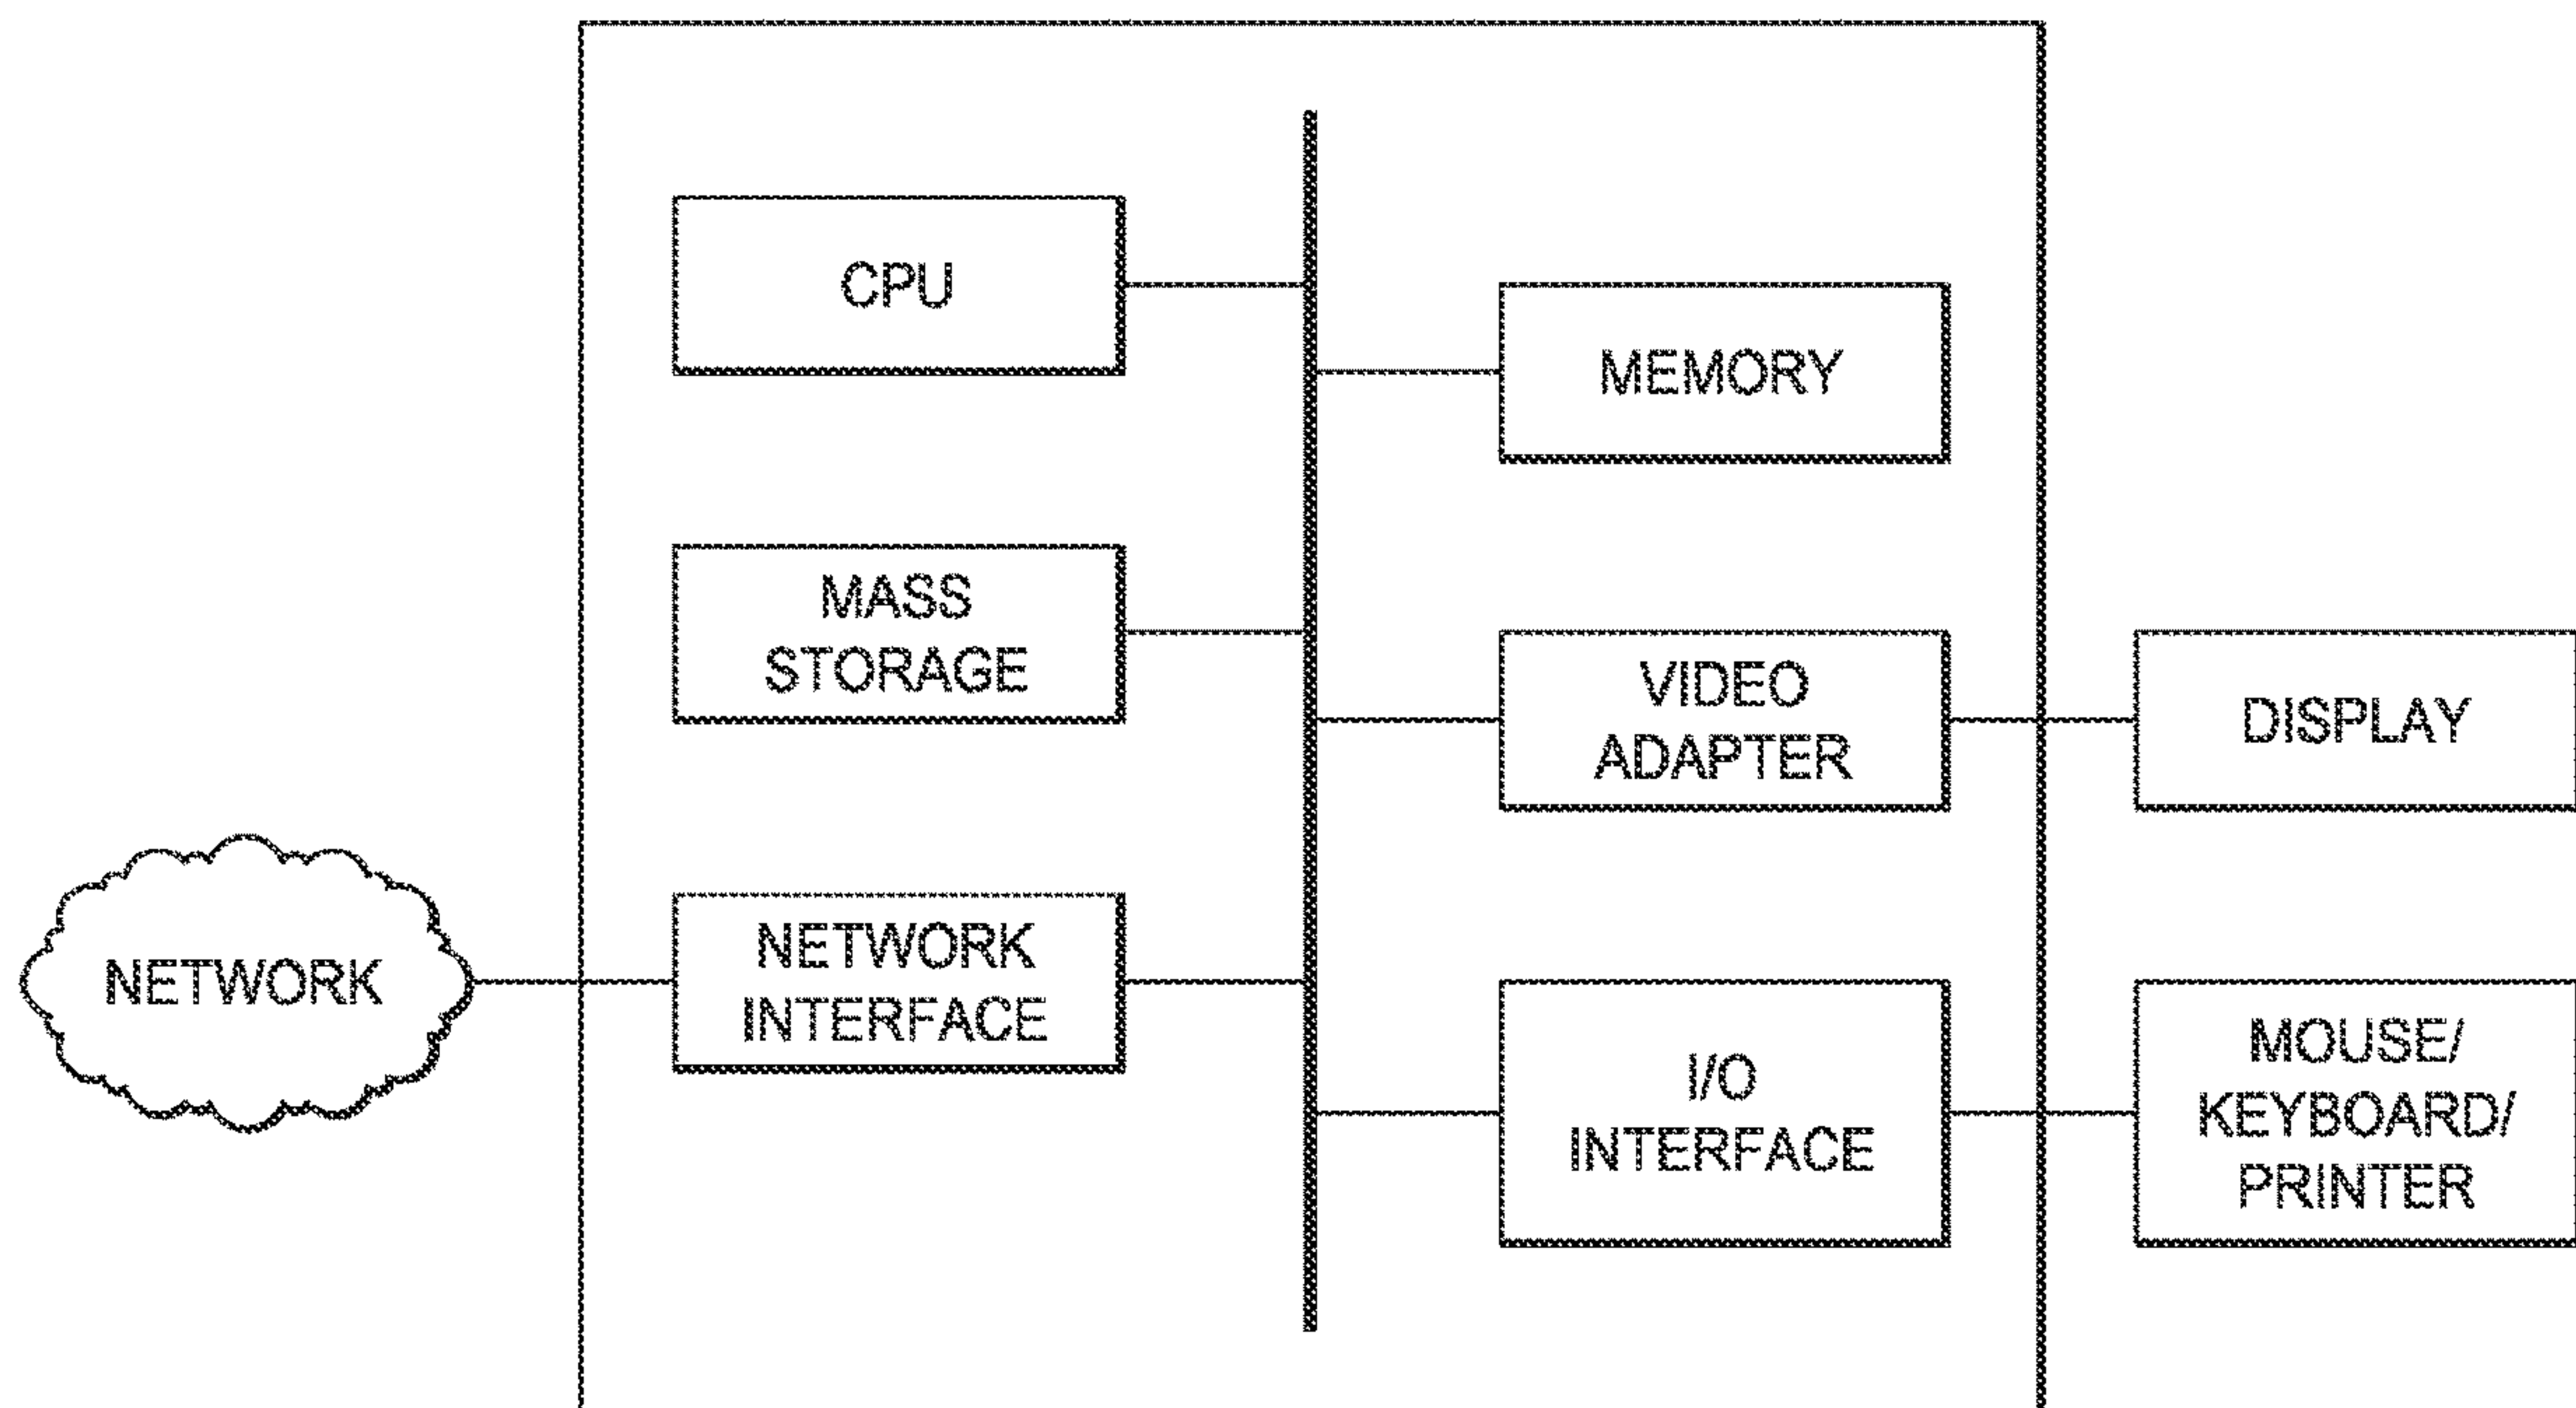 CPU
MEMORY
MASS
STORAGE
VIDEO
ADAPTER
DISPLAY
NETWORK
NETWORK
INTERFACE
I/O
INTERFACE
MOUSE/
KEYBOARD/
PRINTER